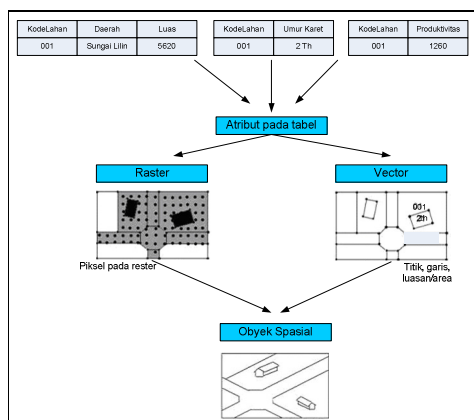 KodeLahan Daerah Luas
001 Sungai Lilin 5620
KodeLahan Umur Karet
001 2 Th
KodeLahan Produktivitas
001 1260
Atribut pada tabel
Raster
Vector
001
2th
Piksel pada rester
Titik, garis,
luasan/area
Obyek Spasial